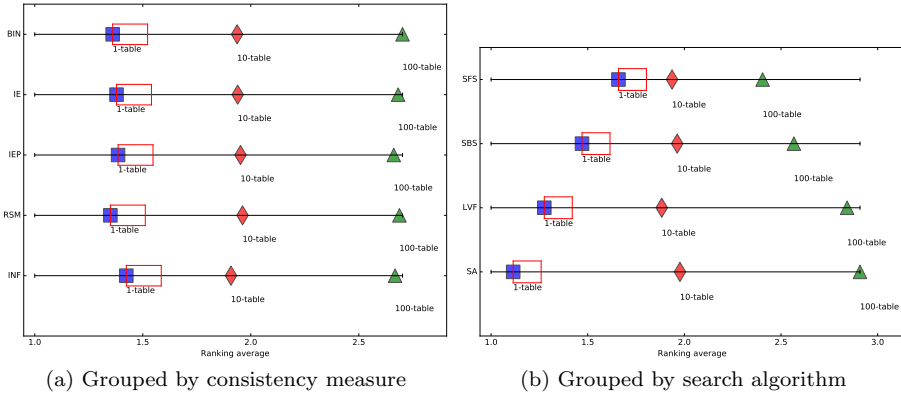 BIN
1-table
10-table
100-table
IE
1-table
10-table
100-table
IEP
1-table
10-table
100-table
RSM
1-table
10-table
100-table
INF
1-table
10-table
100-table
1.0 1.5 2.0 2.5
Ranking average
(a) Grouped by consistency measure
SFS
1-table
10-table
100-table
SBS
1-table
10-table
100-table
LVF
1-table
10-table
100-table
SA
1-table
10-table
100-table
1.0 1.5 2.0 2.5 3.0
Ranking average
(b) Grouped by search algorithm